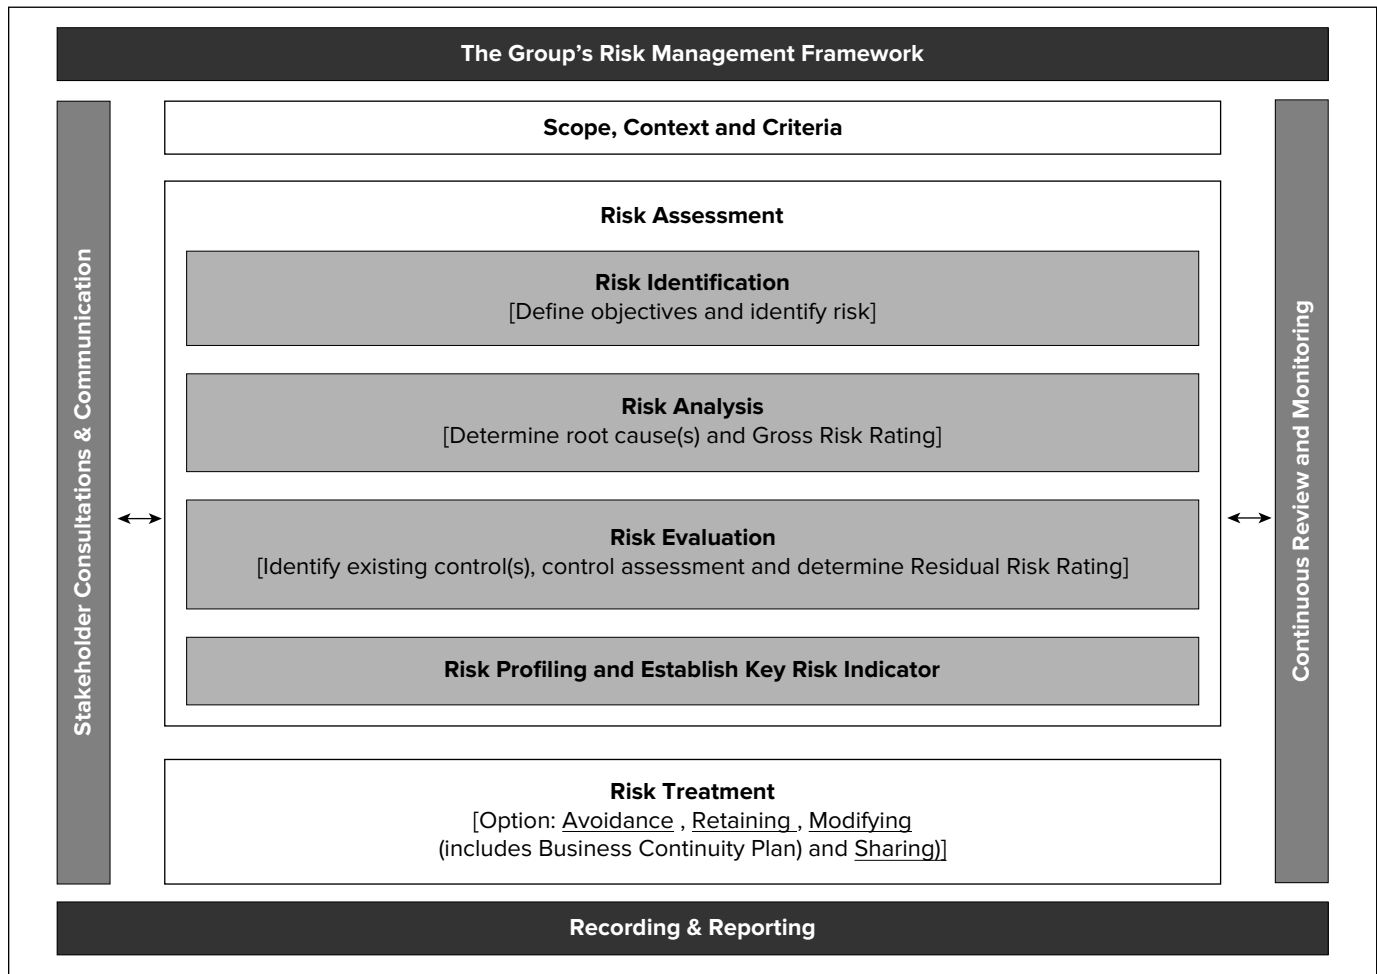 The Group’s Risk Management Framework
Stakeholder Consultations & Communication
Scope, Context and Criteria
Risk Assessment
Risk Identification
[Define objectives and identify risk]
Risk Analysis
[Determine root cause(s) and Gross Risk Rating]
Risk Evaluation
[Identify existing control(s), control assessment and determine Residual Risk Rating]
Risk Profiling and Establish Key Risk Indicator
Risk Treatment
[Option: Avoidance , Retaining , Modifying
(includes Business Continuity Plan) and Sharing)]
Continuous Review and Monitoring
Recording & Reporting